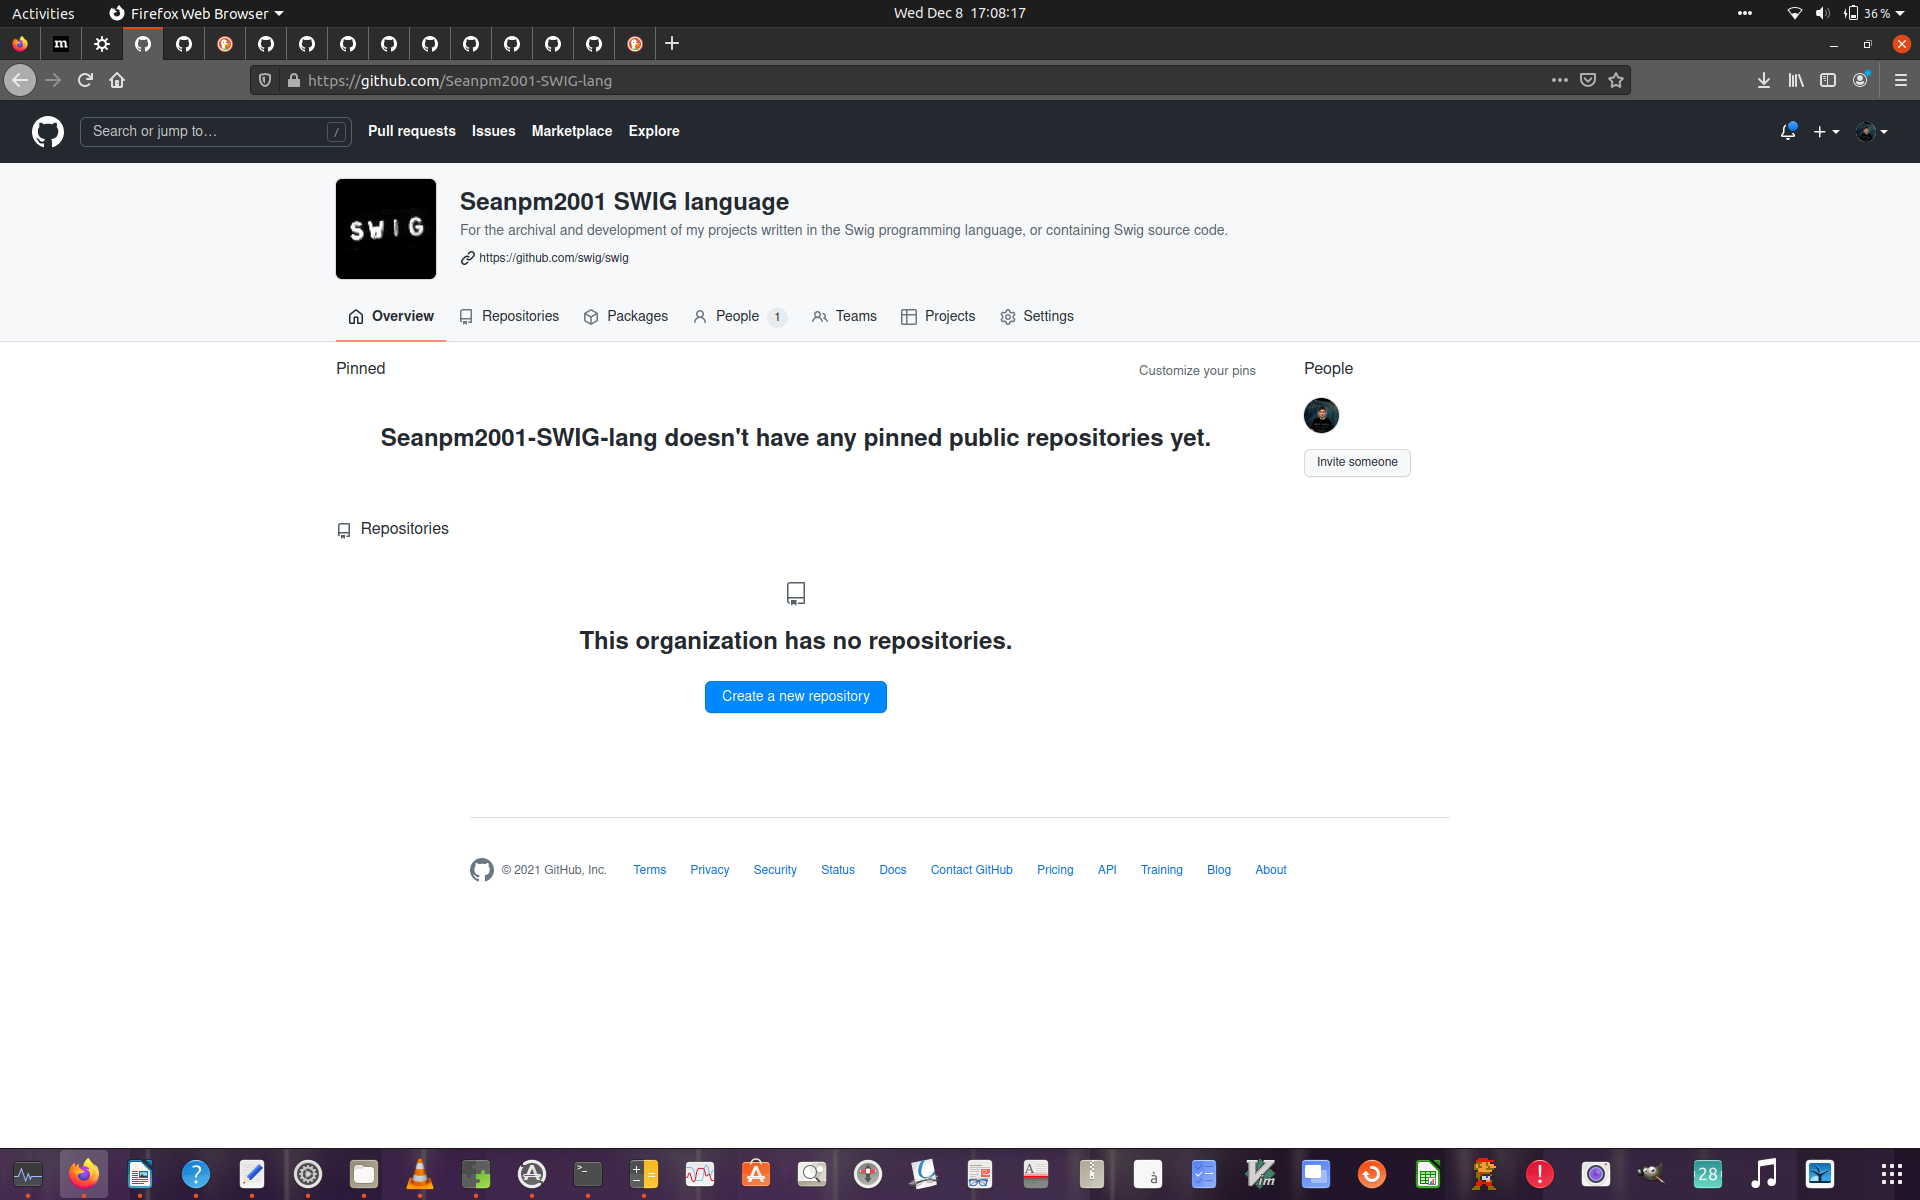 Activities
Firefox Web Browser
Wed Dec 8 17:08:17
36 %
m
https://github.com/Seanpm2001-SWIG-lang
Search or jump to…
/
Pull requests
Issues
Marketplace
Explore
SWIG
Seanpm2001 SWIG language
For the archival and development of my projects written in the Swig programming language, or containing Swig source code.
https://github.com/swig/swig
Overview
Repositories
Packages
People 1
Teams
Projects
Settings
Pinned
Customize your pins
People
Seanpm2001-SWIG-lang doesn't have any pinned public repositories yet.
Invite someone
Repositories
This organization has no repositories.
Create a new repository
© 2021 GitHub, Inc.
Terms
Privacy
Security
Status
Docs
Contact GitHub
Pricing
API
Training
Blog
About
?
>_
A
à
Vim
!
28